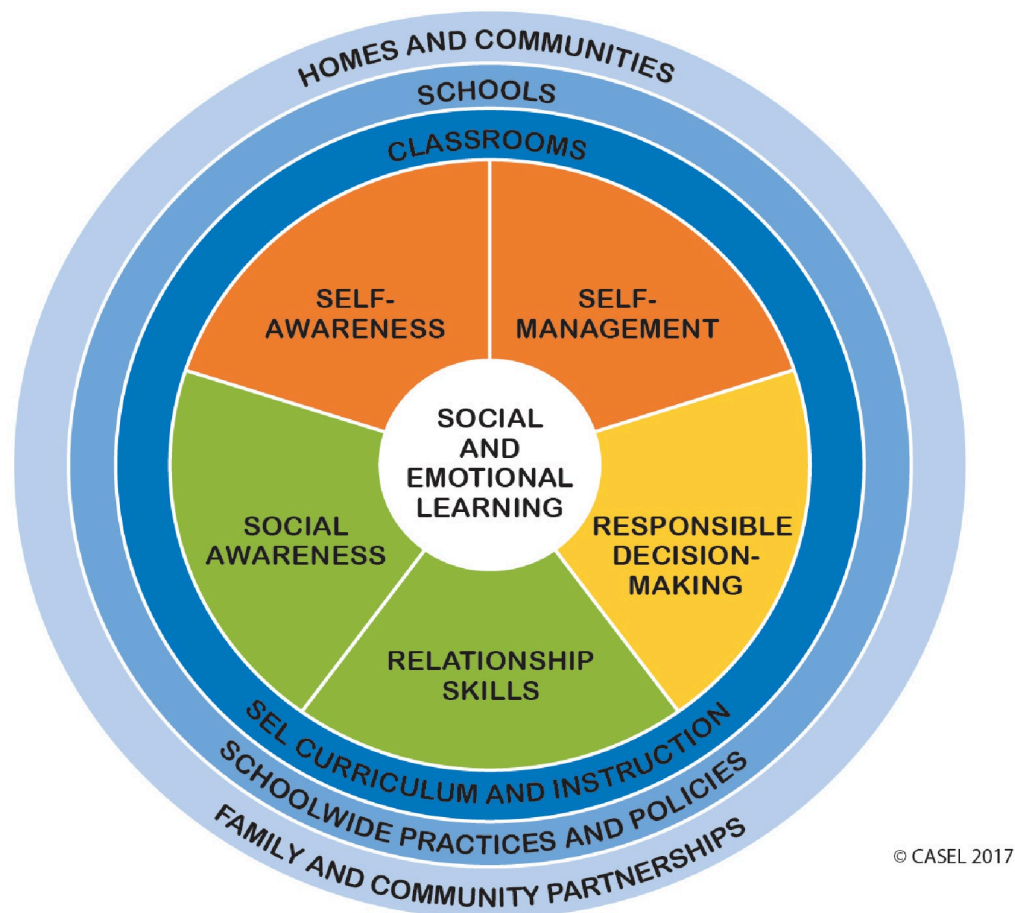 HOMES AND COMMUNITIES
SCHOOLS
CLASSROOMS
SELF-
AWARENESS
SELF-
MANAGEMENT
SOCIAL
AND
EMOTIONAL
LEARNING
SOCIAL
AWARENESS
RESPONSIBLE
DECISION-
MAKING
RELATIONSHIP
SKILLS
SEL CURRICULUM AND INSTRUCTION
SCHOOLWIDE PRACTICES AND POLICIES
FAMILY AND COMMUNITY PARTNERSHIPS
© CASEL 2017